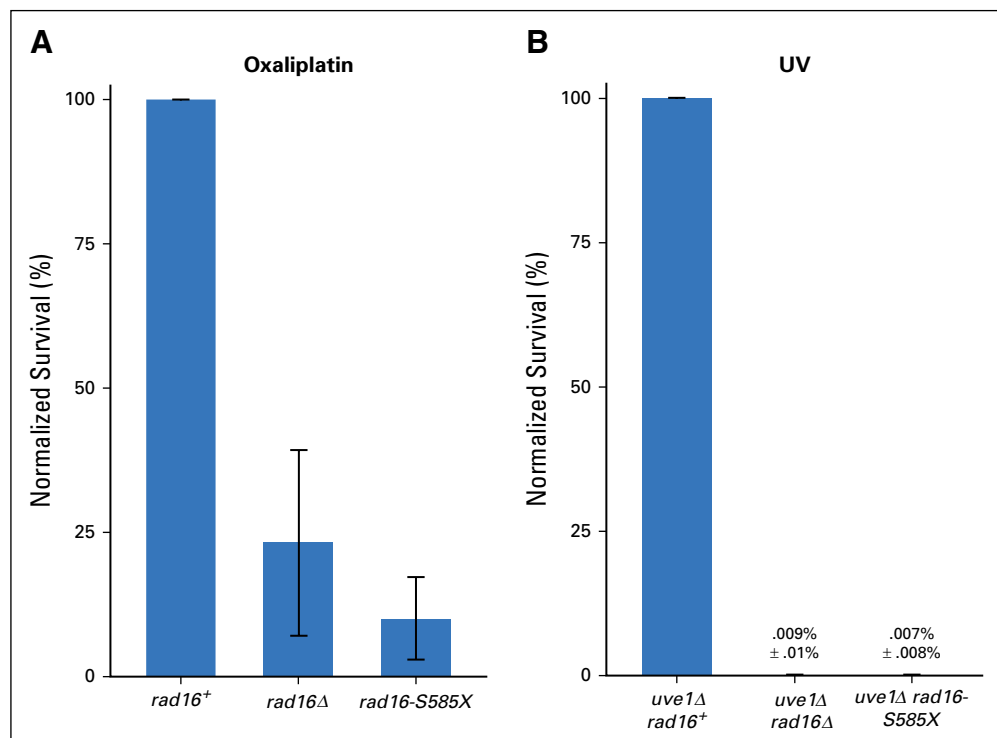 A
Oxaliplatin
Normalized Survival (%)
100
75
50
25
0
rad16+
rad16Δ
rad16-S585X
B
UV
Normalized Survival (%)
100
75
50
25
0
.009%
± .01%
.007%
± .008%
uve1Δ
rad16+
uve1Δ
rad16Δ
uve1Δ rad16-
S585X